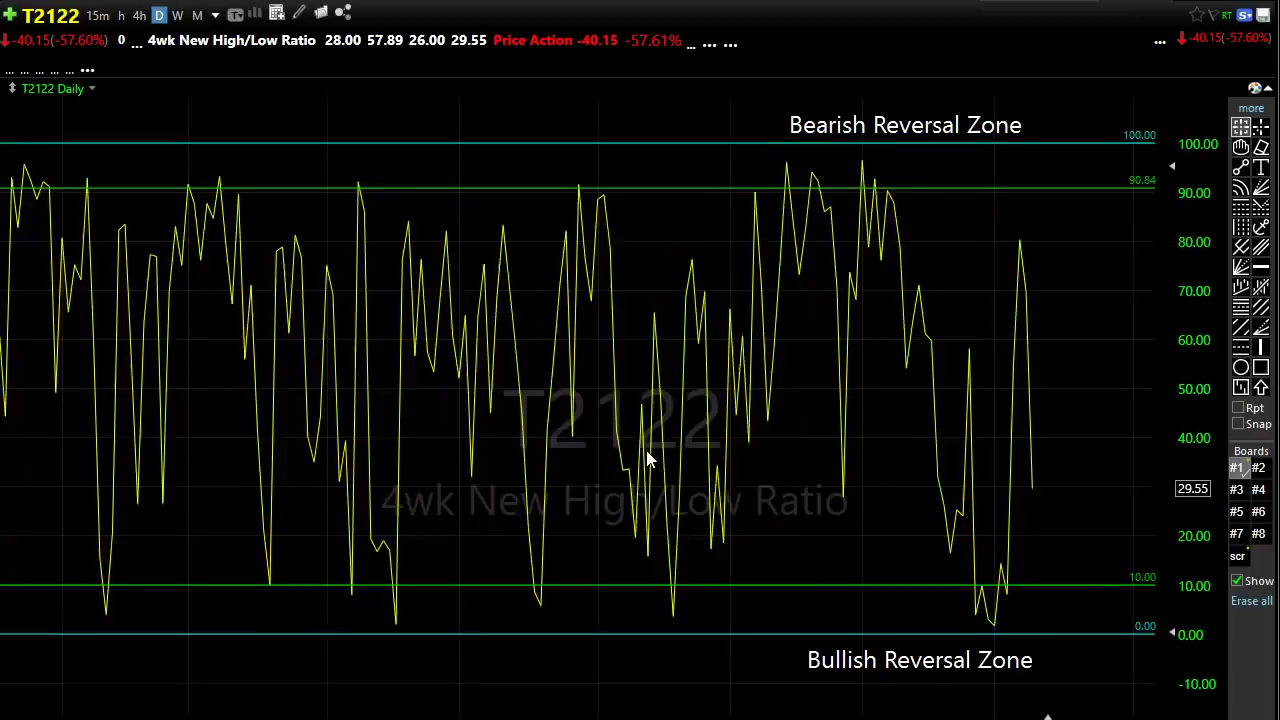 T2122 15m h 4h D W M T RT S
-40.15(-57.60%) 0 ... 4wk New High/Low Ratio 28.00 57.89 26.00 29.55 Price Action -40.15 -57.61% ... ... ... ... -40.15(-57.60%)
... ... ... ... ... ...
T2122 Daily
more
Bearish Reversal Zone
100.00 100.00
90.84
90.00
80.00
70.00
60.00
50.00
40.00
T2122
4wk New High/Low Ratio
29.55
20.00
10.00 10.00
0.00 0.00
-10.00
Bullish Reversal Zone
Rpt
Snap
Boards
#1 #2
#3 #4
#5 #6
#7 #8
scr
Show
Erase all